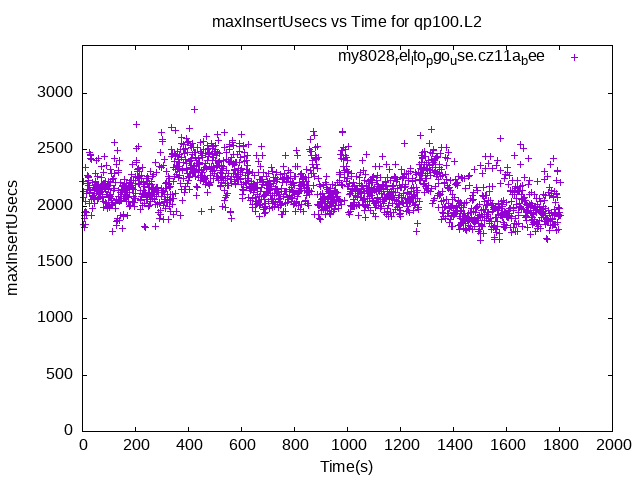 maxInsertUsecs vs Time for qp100.L2
my8028relltopgouse.cz11abee
3000
2500
2000
1500
1000
500
0
maxInsertUsecs
0 200 400 600 800 1000 1200 1400 1600 1800 2000
Time(s)